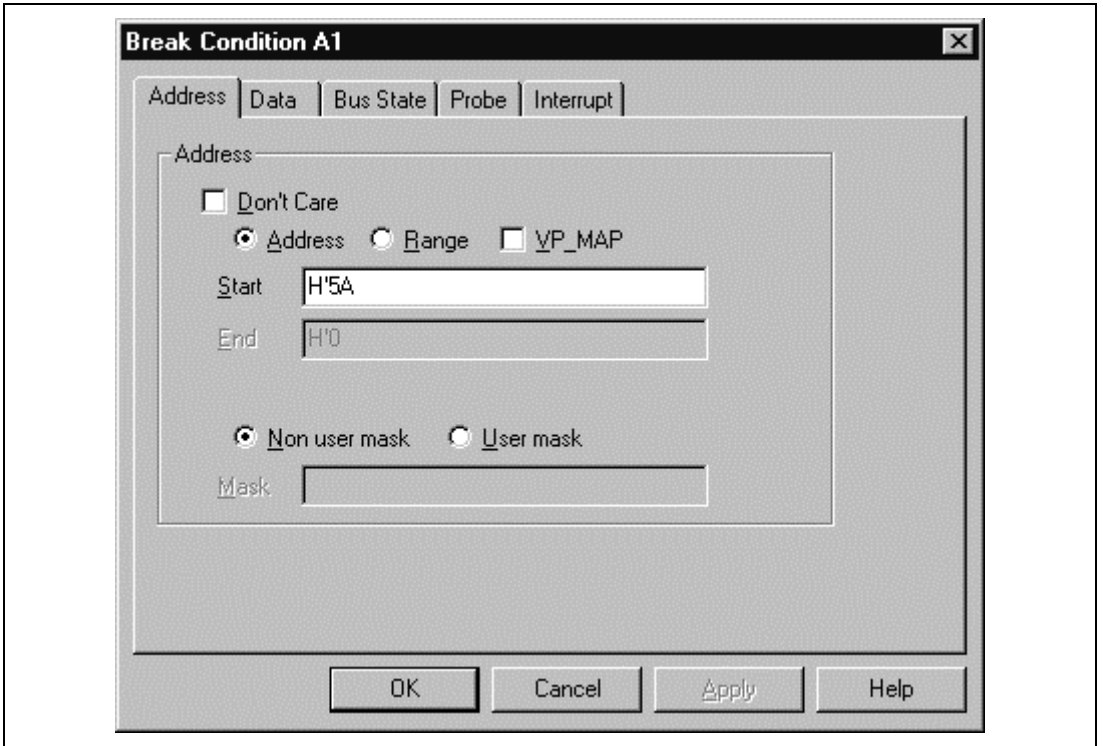 Break Condition A1
Address Data Bus State Probe Interrupt
Address
Don't Care
Address Range VP_MAP
Start H'5A
End H'0
Non user mask User mask
Mask
OK Cancel Apply Help